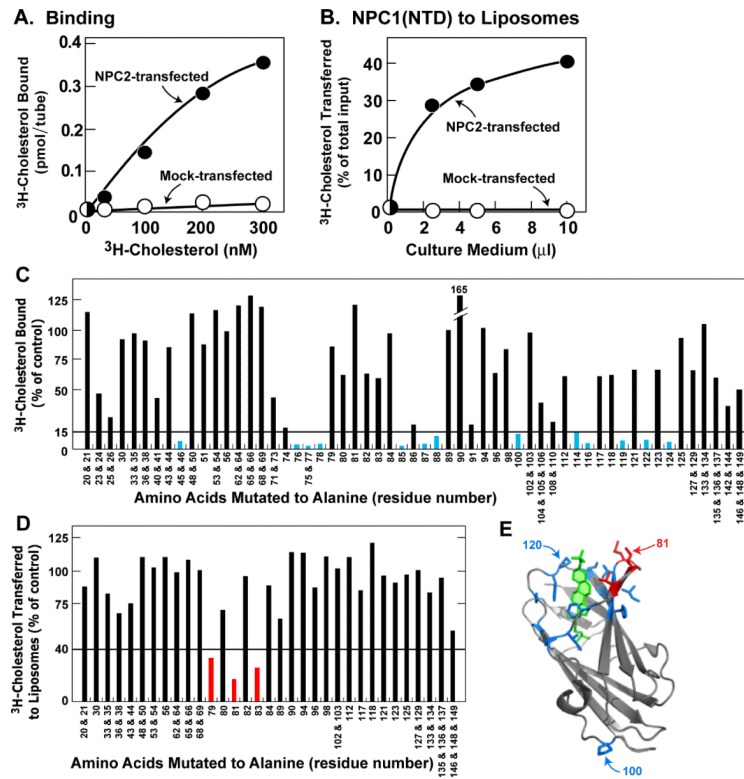 A. Binding
0.4
0.3
0.2
0.1
0
³H-Cholesterol Bound
(pmol/tube)
NPC2-transfected
Mock-transfected
0
100
200
300
³H-Cholesterol (nM)
B. NPC1(NTD) to Liposomes
40
30
20
10
0
³H-Cholesterol Transferred
(% of total input)
NPC2-transfected
Mock-transfected
0
5
10
Culture Medium (μl)
C
125
100
75
50
15
0
³H-Cholesterol Bound
(% of control)
165
20 & 21
23 & 24
25 & 26
30
33 & 35
36 & 38
40 & 41
43 & 44
45 & 46
48 & 50
51
53 & 54
56
62 & 64
65 & 66
68 & 69
71 & 73
74
76
75 & 77
78
79
80
81
82
83
84
85
86
87
88
89
90
91
94
96
98
100
102 & 103
104 & 105 & 106
108 & 110
112
114
116
117
118
119
121
122
123
124
125
127 & 129
133 & 134
135 & 136 & 137
142 & 144
146 & 148 & 149
Amino Acids Mutated to Alanine (residue number)
D
125
100
75
40
0
³H-Cholesterol Transferred
to Liposomes (% of control)
20 & 21
30
33 & 35
36 & 38
43 & 44
48 & 50
53 & 54
56
62 & 64
65 & 66
68 & 69
79
80
81
82
83
84
89
90
94
96
98
102 & 103
112
117
118
121
123
125
127 & 129
133 & 134
135 & 136 & 137
146 & 148 & 149
Amino Acids Mutated to Alanine (residue number)
E
120
81
100